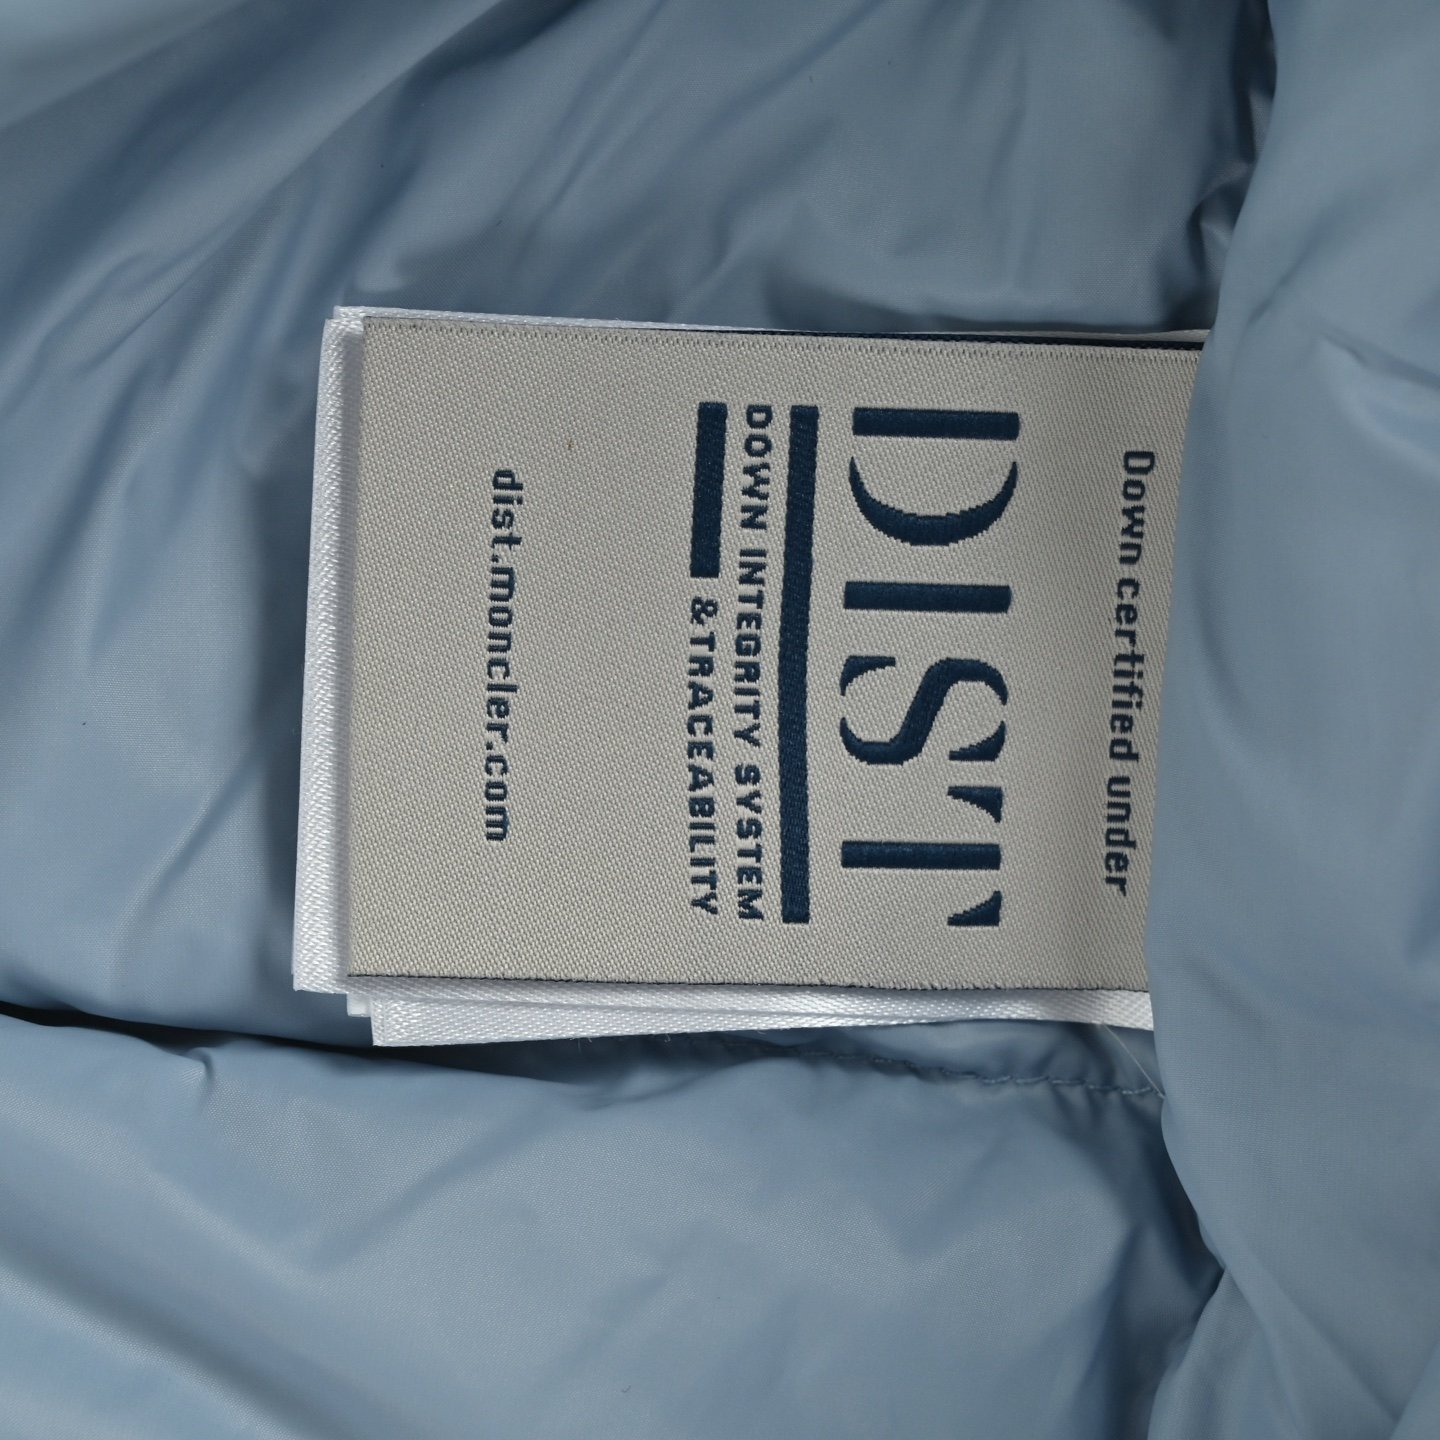 Down certified under
DIST
DOWN INTEGRITY SYSTEM
& TRACEABILITY
dist.moncler.com